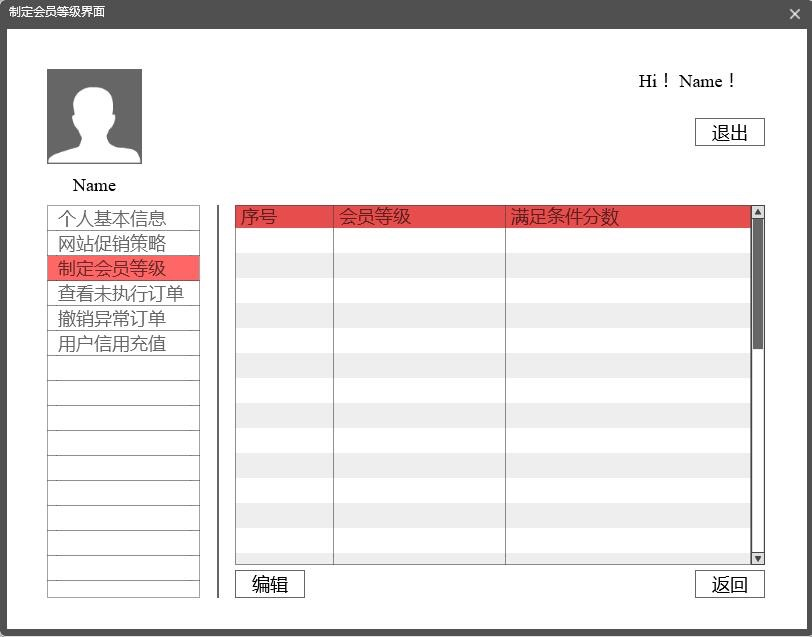 制定会员等级界面
Hi！ Name！
退出
Name
个人基本信息
网站促销策略
制定会员等级
查看未执行订单
撤销异常订单
用户信用充值
序号 会员等级 满足条件分数
编辑
返回